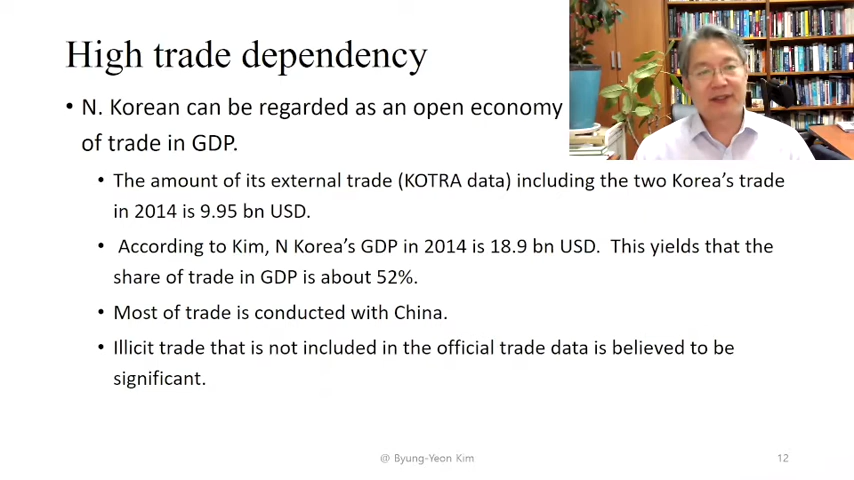 High trade dependency
• N. Korean can be regarded as an open economy
of trade in GDP.
• The amount of its external trade (KOTRA data) including the two Korea's trade
in 2014 is 9.95 bn USD.
• According to Kim, N Korea's GDP in 2014 is 18.9 bn USD. This yields that the
share of trade in GDP is about 52%.
• Most of trade is conducted with China.
• Illicit trade that is not included in the official trade data is believed to be
significant.
@ Byung-Yeon Kim
12